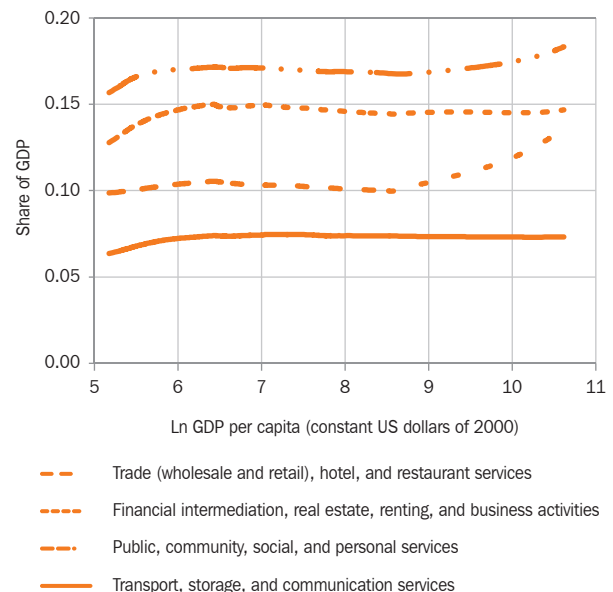 0.20
0.15
0.10
0.05
0.00
Share of GDP
5 6 7 8 9 10 11
Ln GDP per capita (constant US dollars of 2000)
Trade (wholesale and retail), hotel, and restaurant services
Financial intermediation, real estate, renting, and business activities
Public, community, social, and personal services
Transport, storage, and communication services